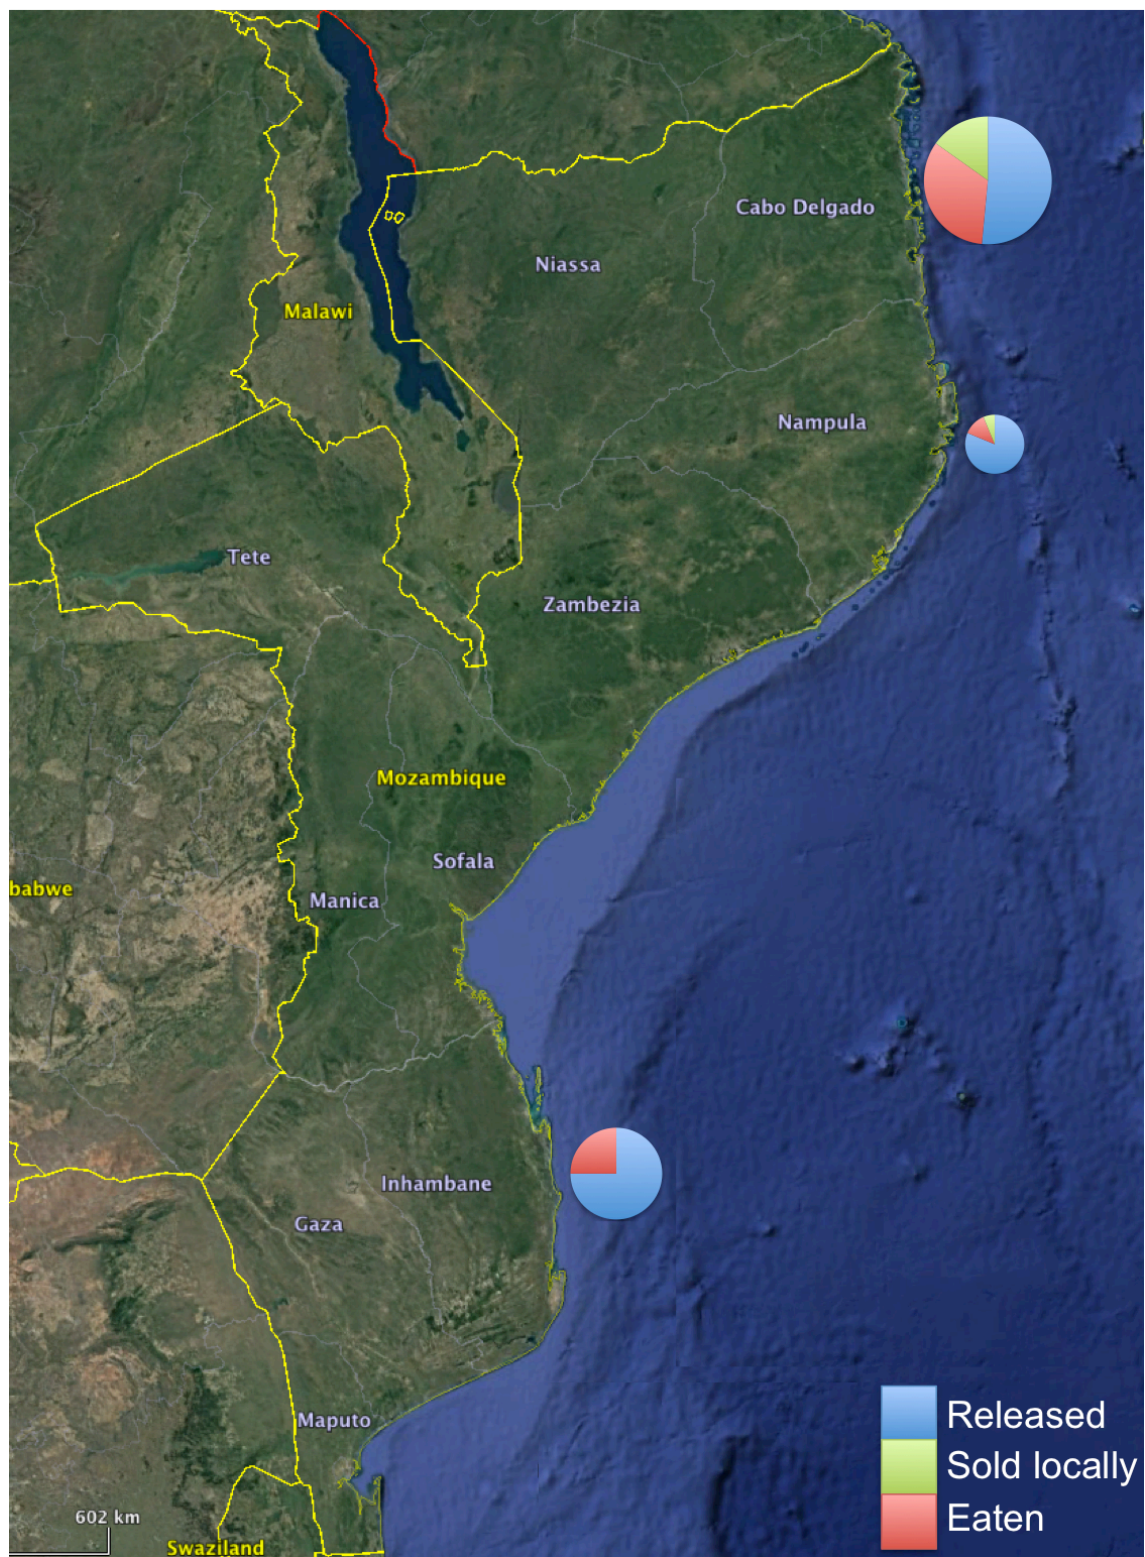 Cabo Delgado
Niassa
Malawi
Nampula
Tete
Zambezia
Mozambique
Sofala
babwe
Manica
Inhambane
Gaza
Released
Maputo
Sold locally
602 km
Eaten
Swaziland